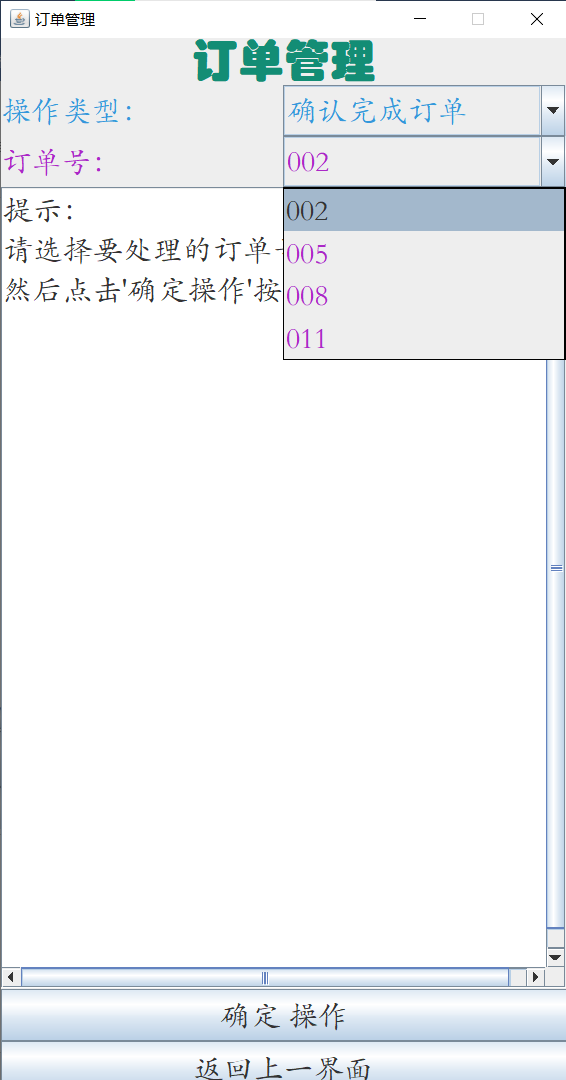 订单管理
订单管理
操作类型:
确认完成订单
订单号:
002
002
005
008
011
提示:
请选择要处理的订单
然后点击'确定操作'按
确定 操作
返回上一界面